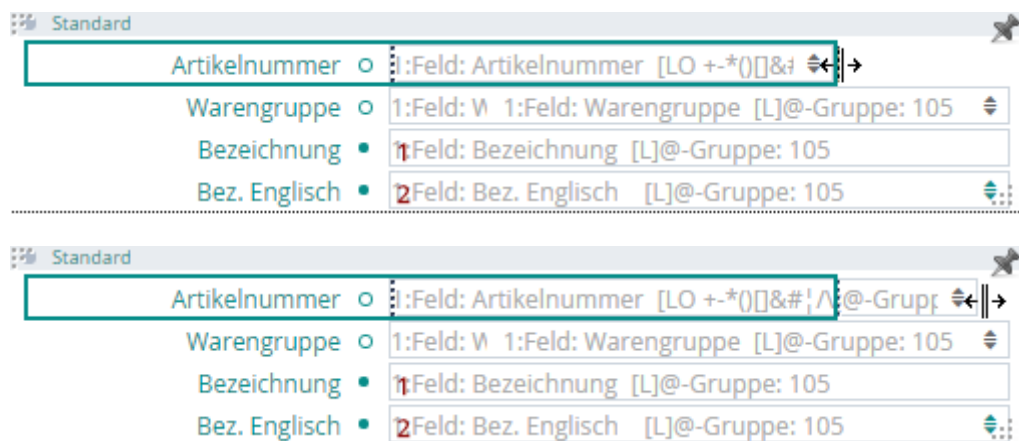 Standard
Artikelnummer 1:Feld: Artikelnummer [LO +-*()[]&#
Warengruppe 1:Feld: W 1:Feld: Warengruppe [L]@-Gruppe: 105
Bezeichnung 1:Feld: Bezeichnung [L]@-Gruppe: 105
Bez. Englisch 2:Feld: Bez. Englisch [L]@-Gruppe: 105
Standard
Artikelnummer 1:Feld: Artikelnummer [LO +-*()[]&#¦/\ @-Grupp
Warengruppe 1:Feld: W 1:Feld: Warengruppe [L]@-Gruppe: 105
Bezeichnung 1:Feld: Bezeichnung [L]@-Gruppe: 105
Bez. Englisch 2:Feld: Bez. Englisch [L]@-Gruppe: 105